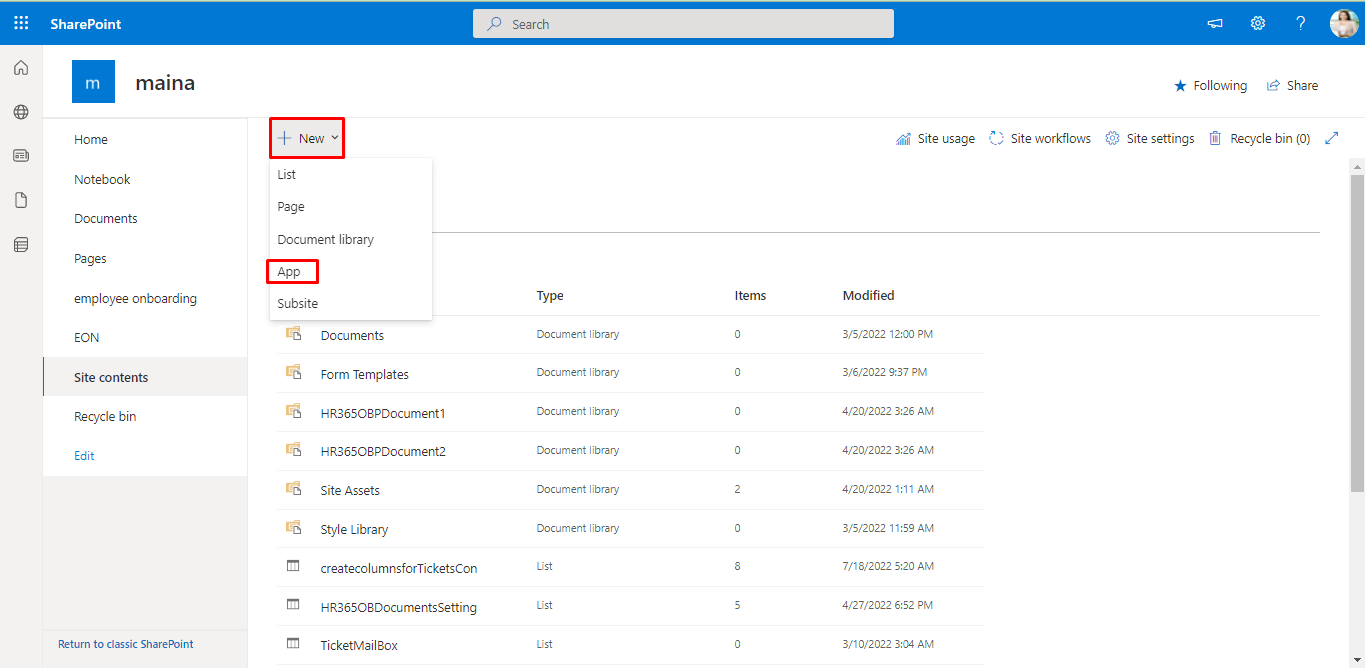 SharePoint
Search
?
m
maina
Following
Share
Home
Notebook
Documents
Pages
employee onboarding
EON
Site contents
Recycle bin
Edit
Return to classic SharePoint
New
Site usage
Site workflows
Site settings
Recycle bin (0)
List
Page
Document library
App
Subsite
Type Items Modified
Documents Document library 0 3/5/2022 12:00 PM
Form Templates Document library 0 3/6/2022 9:37 PM
HR365OBPDocument1 Document library 0 4/20/2022 3:26 AM
HR365OBPDocument2 Document library 0 4/20/2022 3:26 AM
Site Assets Document library 2 4/20/2022 1:11 AM
Style Library Document library 0 3/5/2022 11:59 AM
createcolumnsforTicketsCon List 8 7/18/2022 5:20 AM
HR365OBDocumentsSetting List 5 4/27/2022 6:52 PM
TicketMailBox List 0 3/10/2022 3:04 AM